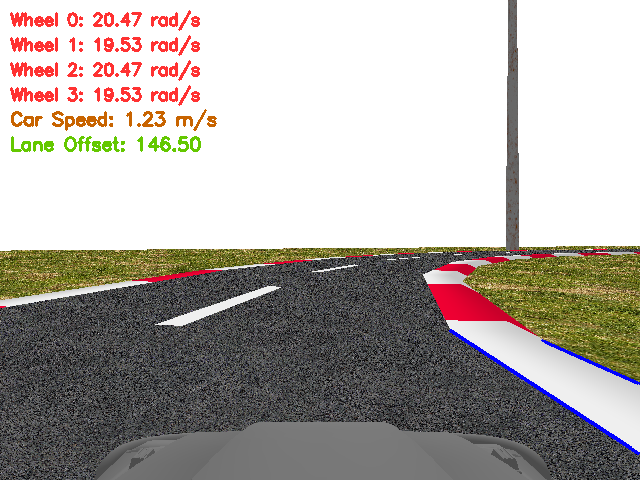 Wheel 0: 20.47 rad/s
Wheel 1: 19.53 rad/s
Wheel 2: 20.47 rad/s
Wheel 3: 19.53 rad/s
Car Speed: 1.23 m/s
Lane Offset: 146.50